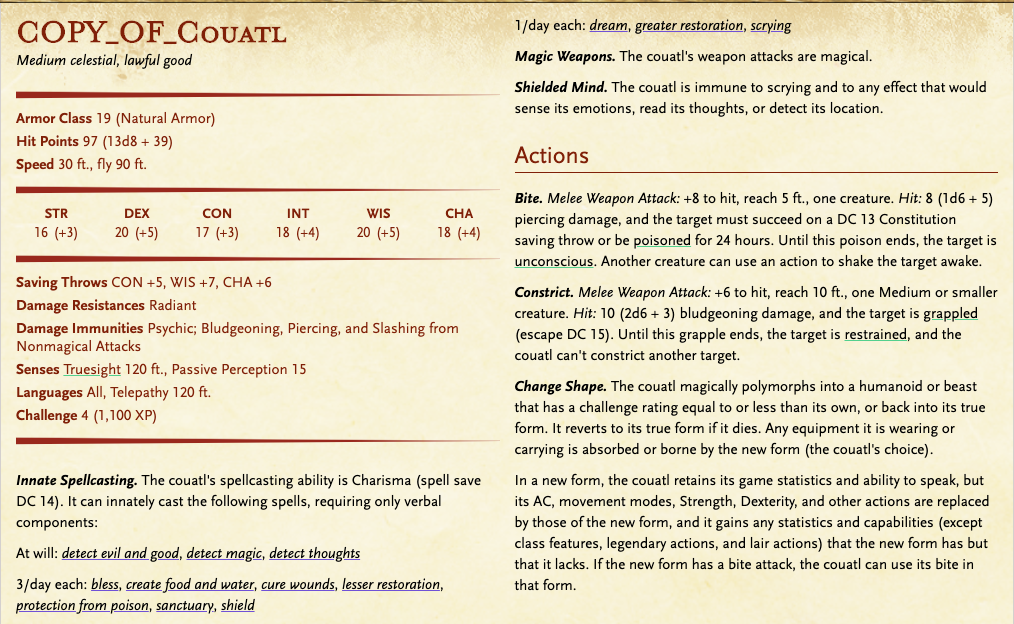 COPY_OF_Couatl
Medium celestial, lawful good
Armor Class 19 (Natural Armor)
Hit Points 97 (13d8 + 39)
Speed 30 ft., fly 90 ft.
STR DEX CON INT WIS CHA
16 (+3) 20 (+5) 17 (+3) 18 (+4) 20 (+5) 18 (+4)
Saving Throws CON +5, WIS +7, CHA +6
Damage Resistances Radiant
Damage Immunities Psychic; Bludgeoning, Piercing, and Slashing from
Nonmagical Attacks
Senses Truesight 120 ft., Passive Perception 15
Languages All, Telepathy 120 ft.
Challenge 4 (1,100 XP)
Innate Spellcasting. The couatl's spellcasting ability is Charisma (spell save
DC 14). It can innately cast the following spells, requiring only verbal
components:
At will: detect evil and good, detect magic, detect thoughts
3/day each: bless, create food and water, cure wounds, lesser restoration,
protection from poison, sanctuary, shield
1/day each: dream, greater restoration, scrying
Magic Weapons. The couatl's weapon attacks are magical.
Shielded Mind. The couatl is immune to scrying and to any effect that would
sense its emotions, read its thoughts, or detect its location.
Actions
Bite. Melee Weapon Attack: +8 to hit, reach 5 ft., one creature. Hit: 8 (1d6 + 5)
piercing damage, and the target must succeed on a DC 13 Constitution
saving throw or be poisoned for 24 hours. Until this poison ends, the target is
unconscious. Another creature can use an action to shake the target awake.
Constrict. Melee Weapon Attack: +6 to hit, reach 10 ft., one Medium or smaller
creature. Hit: 10 (2d6 + 3) bludgeoning damage, and the target is grappled
(escape DC 15). Until this grapple ends, the target is restrained, and the
couatl can't constrict another target.
Change Shape. The couatl magically polymorphs into a humanoid or beast
that has a challenge rating equal to or less than its own, or back into its true
form. It reverts to its true form if it dies. Any equipment it is wearing or
carrying is absorbed or borne by the new form (the couatl's choice).
In a new form, the couatl retains its game statistics and ability to speak, but
its AC, movement modes, Strength, Dexterity, and other actions are replaced
by those of the new form, and it gains any statistics and capabilities (except
class features, legendary actions, and lair actions) that the new form has but
that it lacks. If the new form has a bite attack, the couatl can use its bite in
that form.